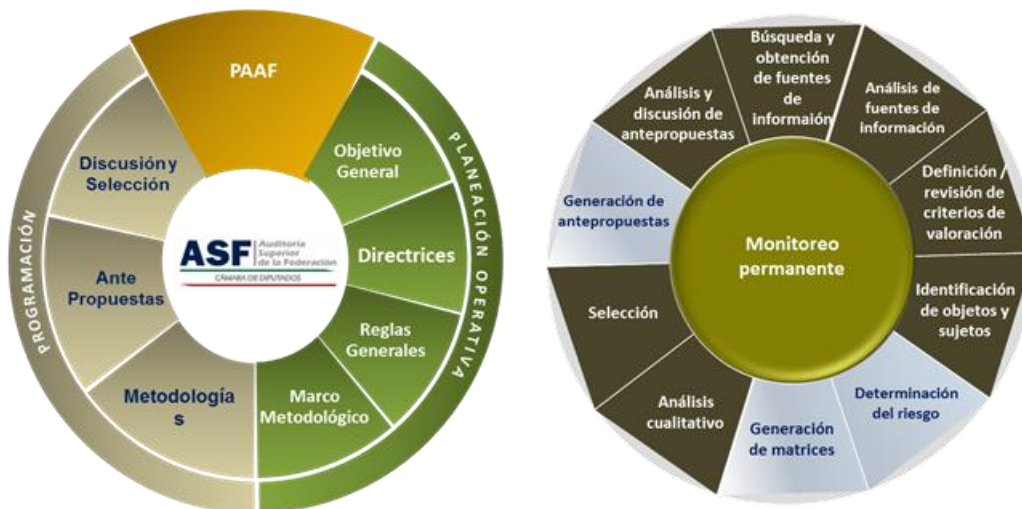 PAAF
Objetivo
General
Directrices
Reglas
Generales
Marco
Metodológico
Metodología
s
Ante
Propuestas
Discusión y
Selección
PROGRAMACIÓN
PLANEACIÓN OPERATIVA
ASF
Auditoría
Superior
de la Federación
CÁMARA DE DIPUTADOS
Búsqueda y
obtención
de fuentes
de
informaión
Análisis de
fuentes de
información
Definición /
revisión de
criterios de
valoración
Identificación
de objetos y
sujetos
Determinación
del riesgo
Generación
de matrices
Análisis
cualitativo
Selección
Generación de
antepropuestas
Análisis y
discusión de
antepropuestas
Monitoreo
permanente